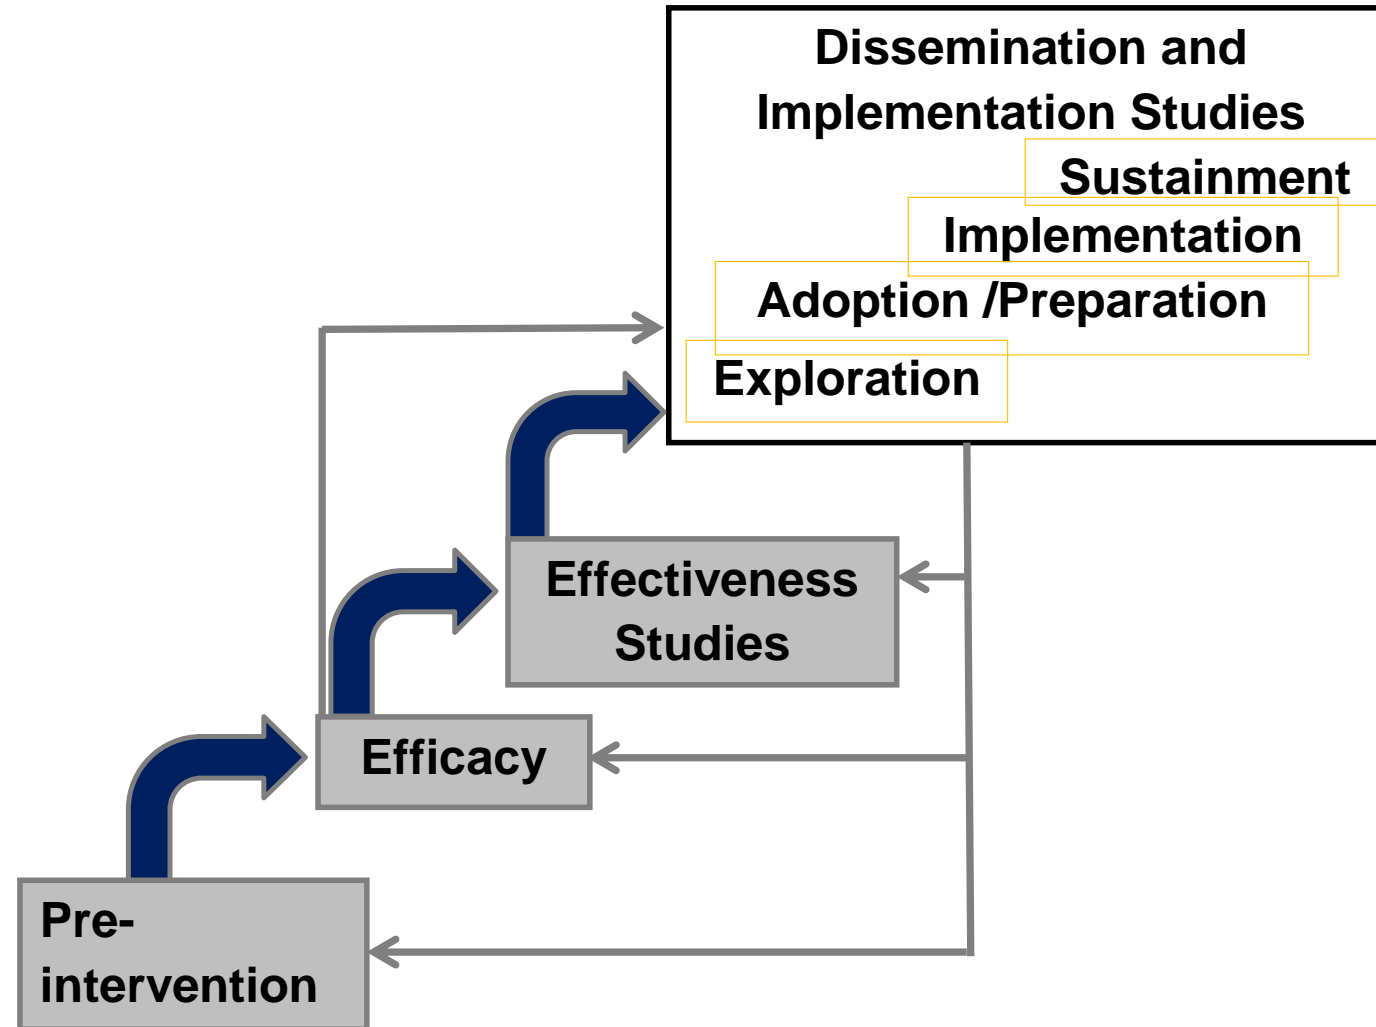 Dissemination and
Implementation Studies
Sustainment
Implementation
Adoption /Preparation
Exploration
Effectiveness
Studies
Efficacy
Pre-
intervention